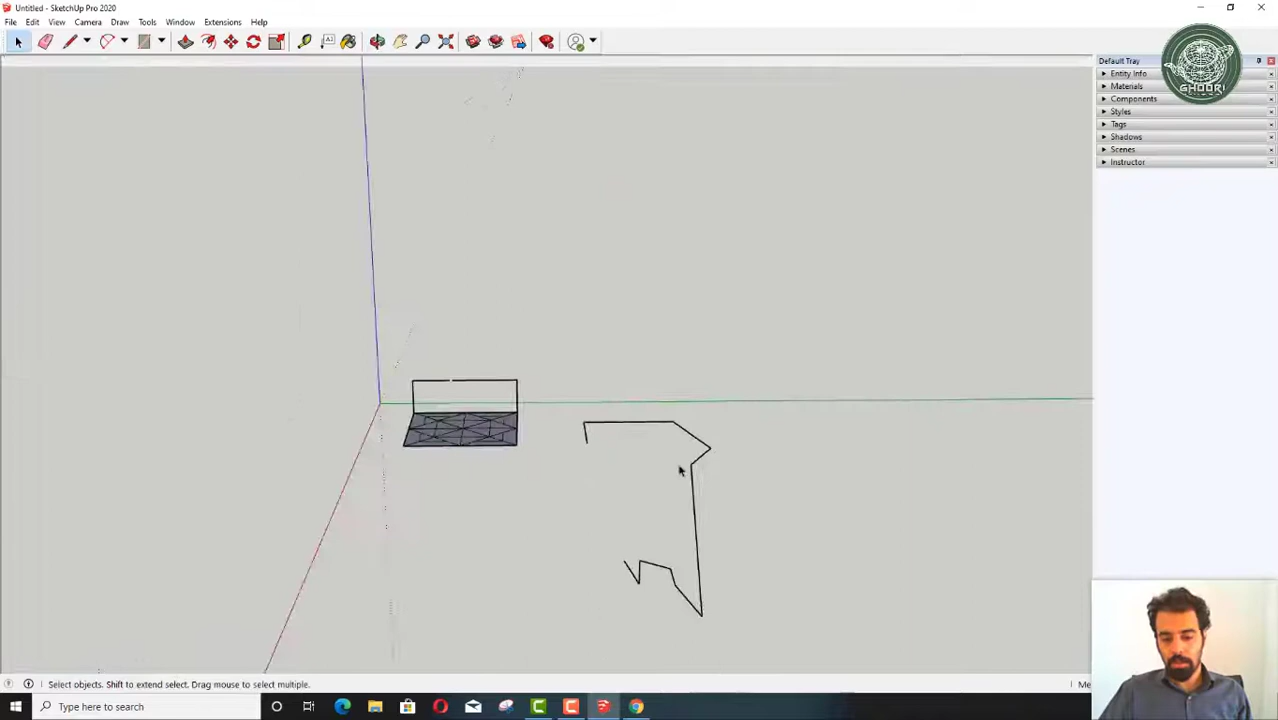 Untitled - SketchUp Pro 2020
File Edit View Camera Draw Tools Window Extensions Help
GHOORI
Default Tray
Entity Info
Materials
Components
Styles
Tags
Shadows
Scenes
Instructor
Select objects. Shift to extend select. Drag mouse to select multiple.
Me
Type here to search